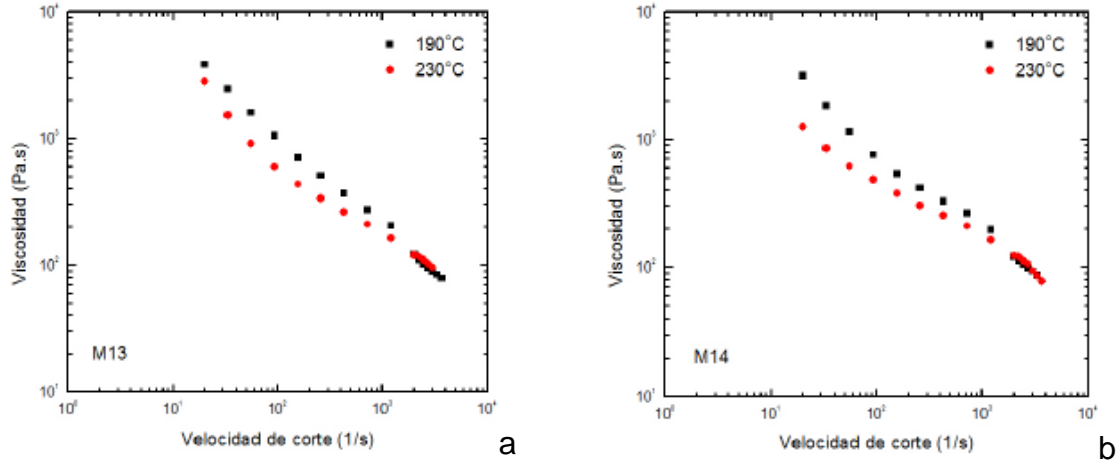 10⁴
10³
10²
10¹
Viscosidad (Pa.s)
190°C
230°C
M13
10⁰ 10¹ 10² 10³ 10⁴
Velocidad de corte (1/s)
a
10⁴
10³
10²
10¹
Viscosidad (Pa.s)
190°C
230°C
M14
10⁰ 10¹ 10² 10³ 10⁴
Velocidad de corte (1/s)
b